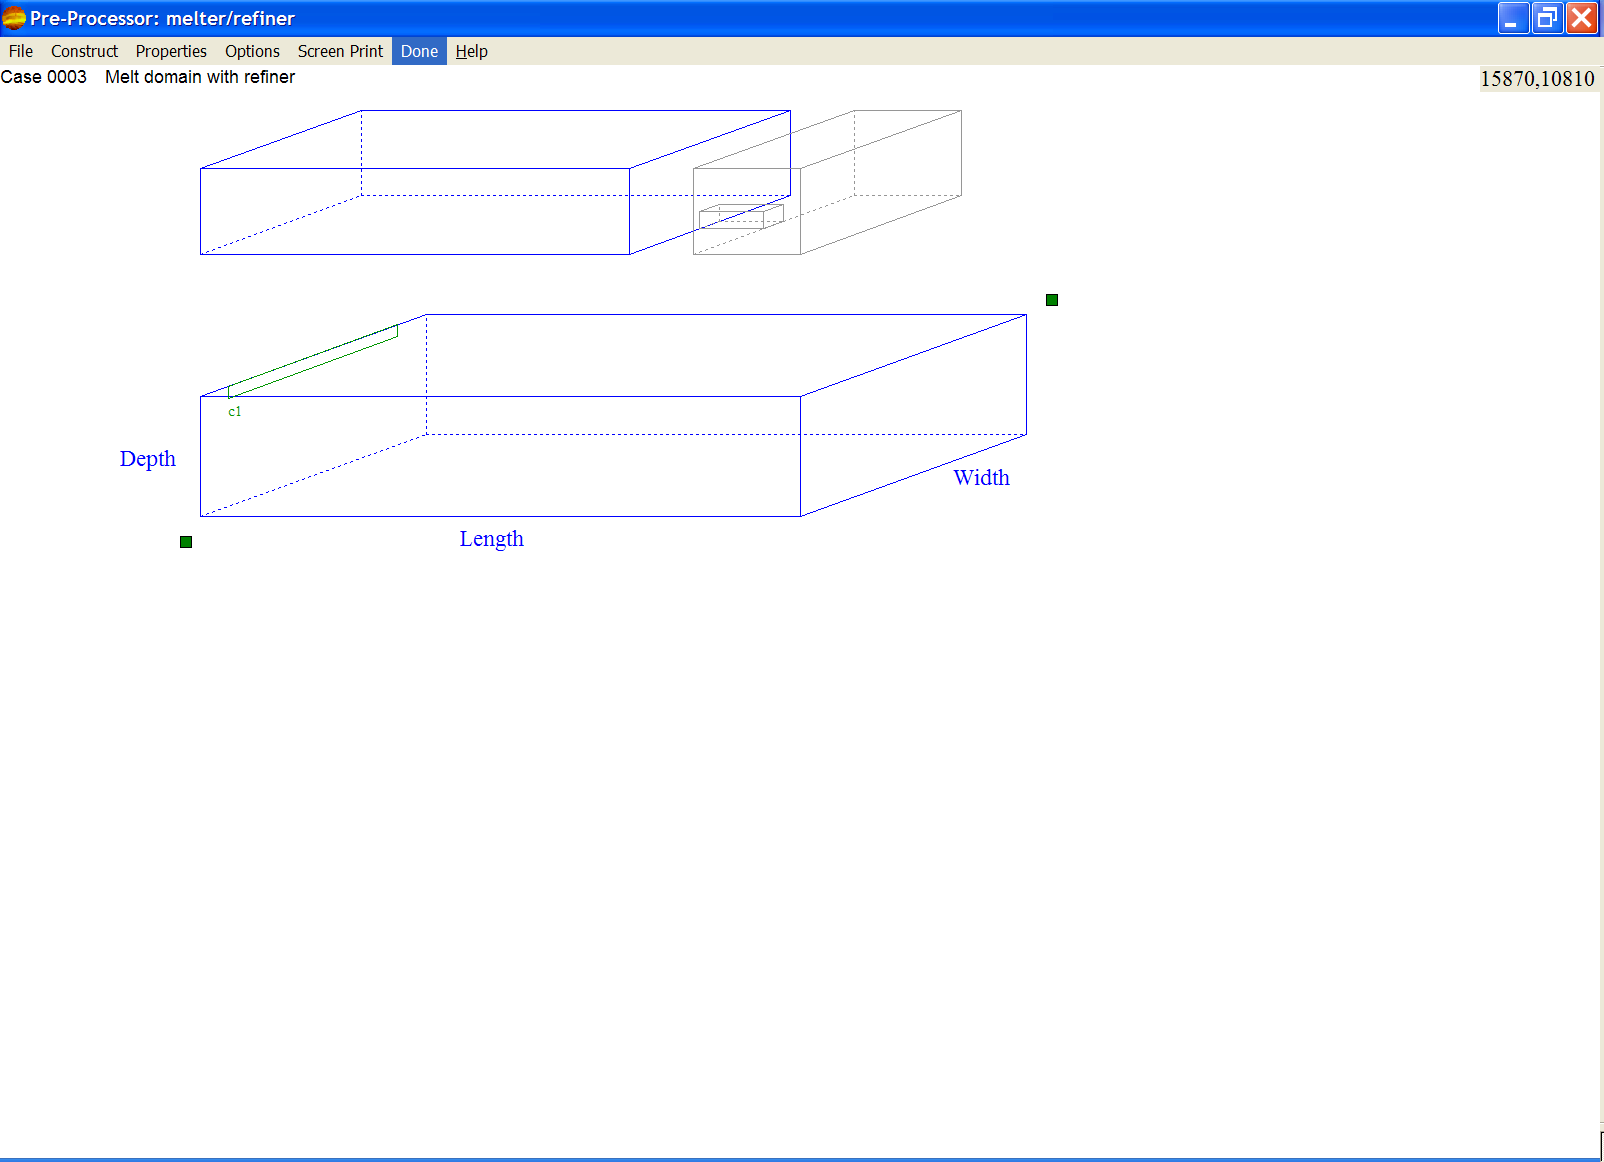 Pre-Processor: melter/refiner
File Construct Properties Options Screen Print Done Help
Case 0003 Melt domain with refiner 15870,10810
c1
Depth
Width
Length